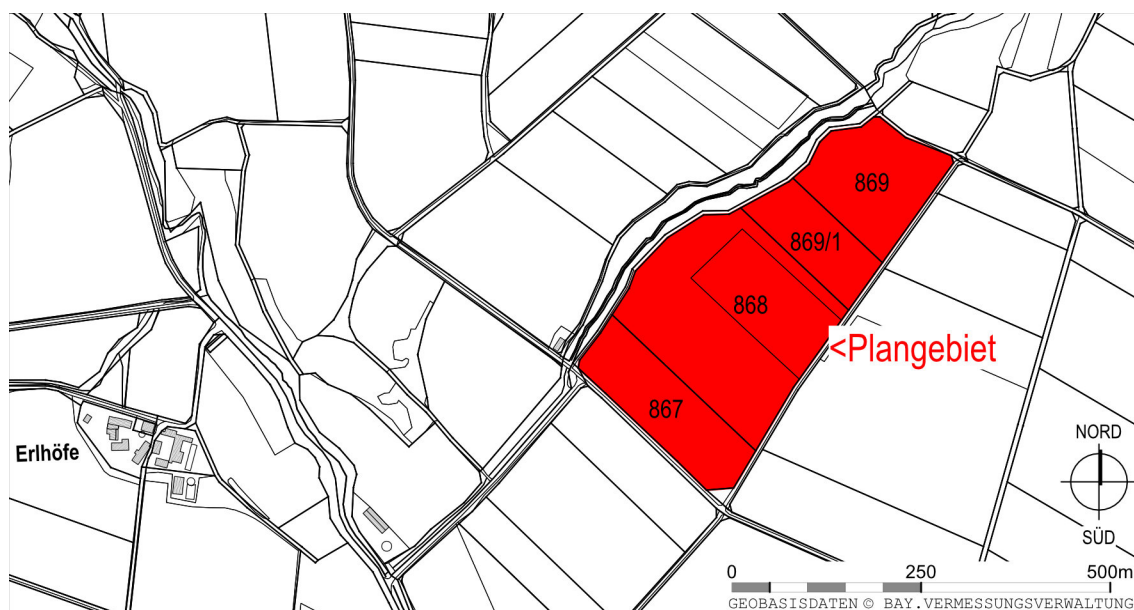 869
869/1
868
<Plangebiet
867
Erlhöfe
NORD
SÜD
0 250 500m
GEOBASISDATEN © BAY.VERMESSUNGSVERWALTUNG